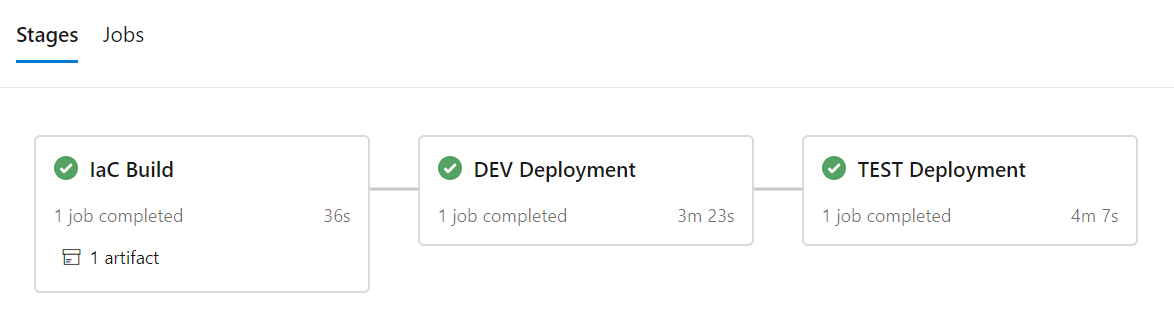 Stages Jobs
IaC Build
1 job completed 36s
1 artifact
DEV Deployment
1 job completed 3m 23s
TEST Deployment
1 job completed 4m 7s